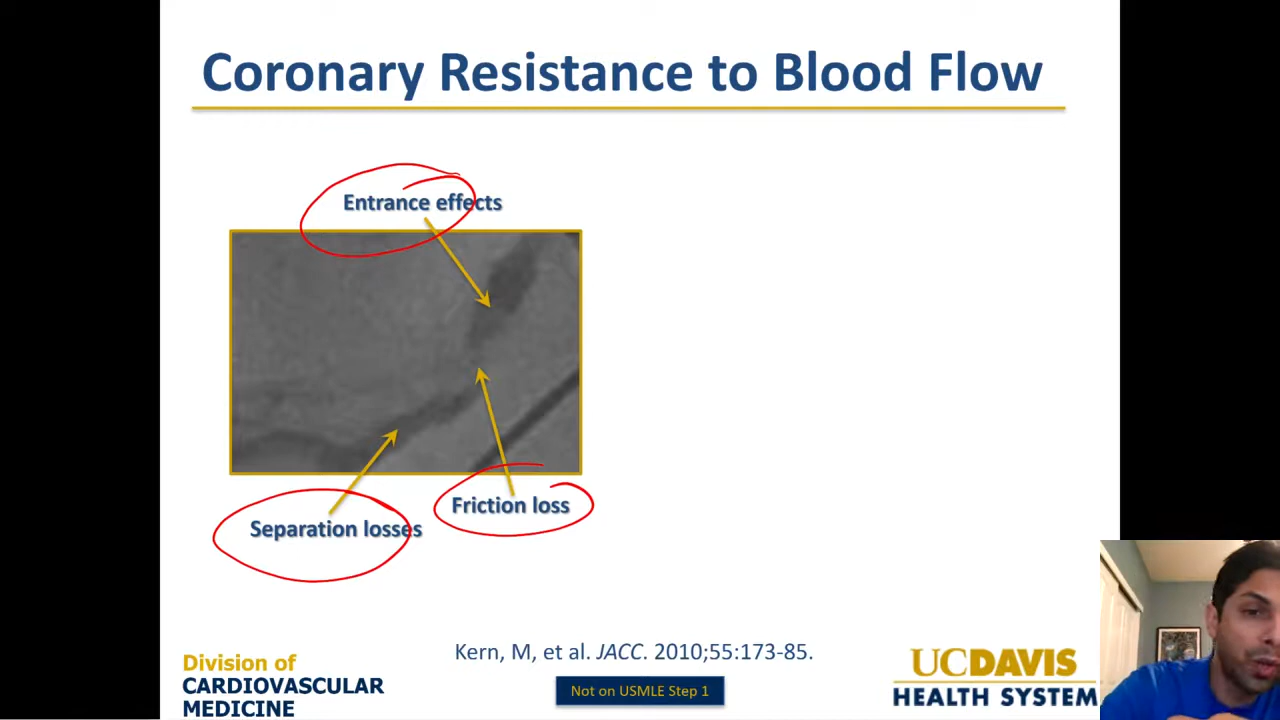 Coronary Resistance to Blood Flow
Entrance effects
Friction loss
Separation losses
Kern, M, et al. JACC. 2010;55:173-85.
Not on USMLE Step 1
Division of
CARDIOVASCULAR
MEDICINE
UCDAVIS
HEALTH SYSTEM